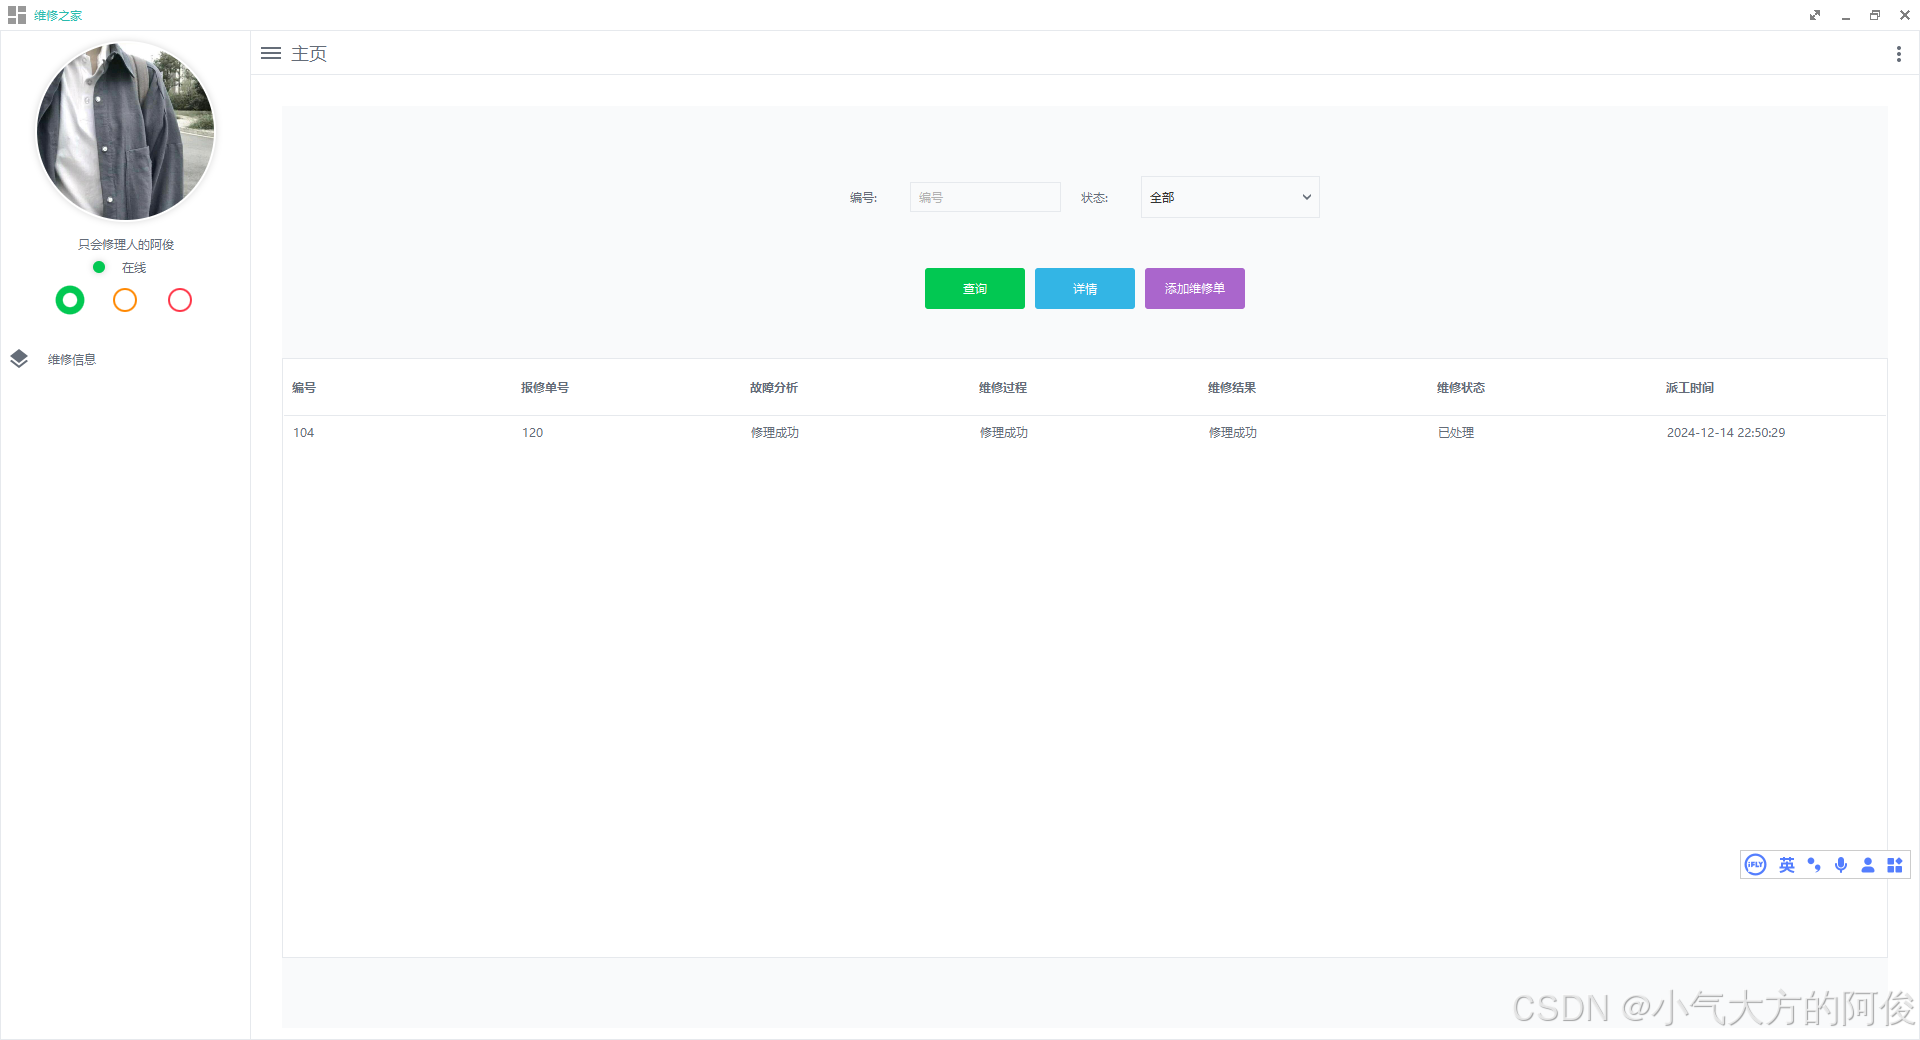 维修之家
主页
只会修理人的阿俊
在线
维修信息
编号: 编号 状态: 全部
查询 详情 添加维修单
编号 报修单号 故障分析 维修过程 维修结果 维修状态 派工时间
104 120 修理成功 修理成功 修理成功 已处理 2024-12-14 22:50:29
iFLY 英
CSDN @小气大方的阿俊